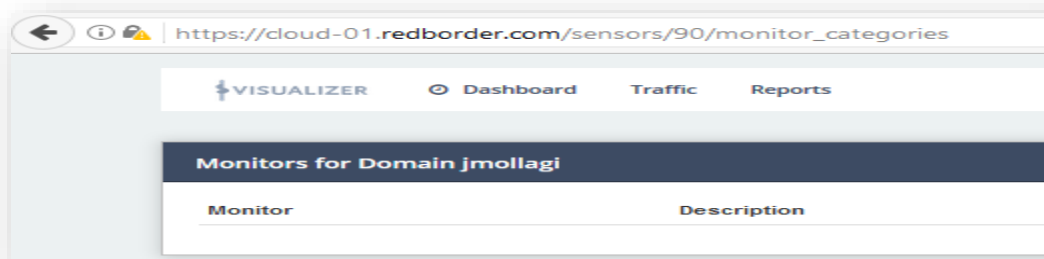 https://cloud-01.redborder.com/sensors/90/monitor_categories
VISUALIZER Dashboard Traffic Reports
Monitors for Domain jmollagi
Monitor Description